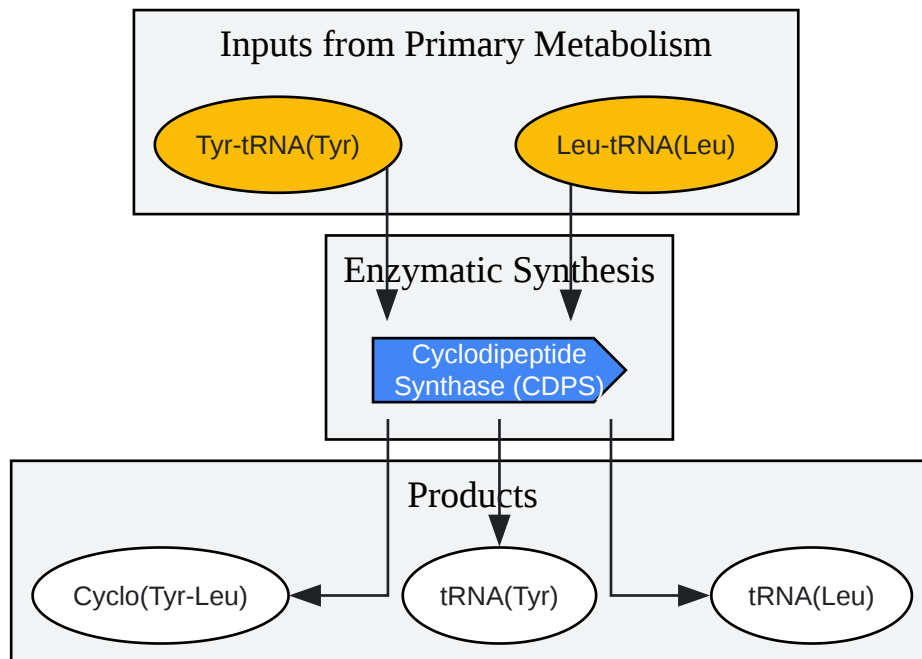 Inputs from Primary Metabolism
Tyr-tRNA(Tyr)
Leu-tRNA(Leu)
Enzymatic Synthesis
Cyclodipeptide
Synthase (CDPS)
Products
Cyclo(Tyr-Leu)
tRNA(Tyr)
tRNA(Leu)